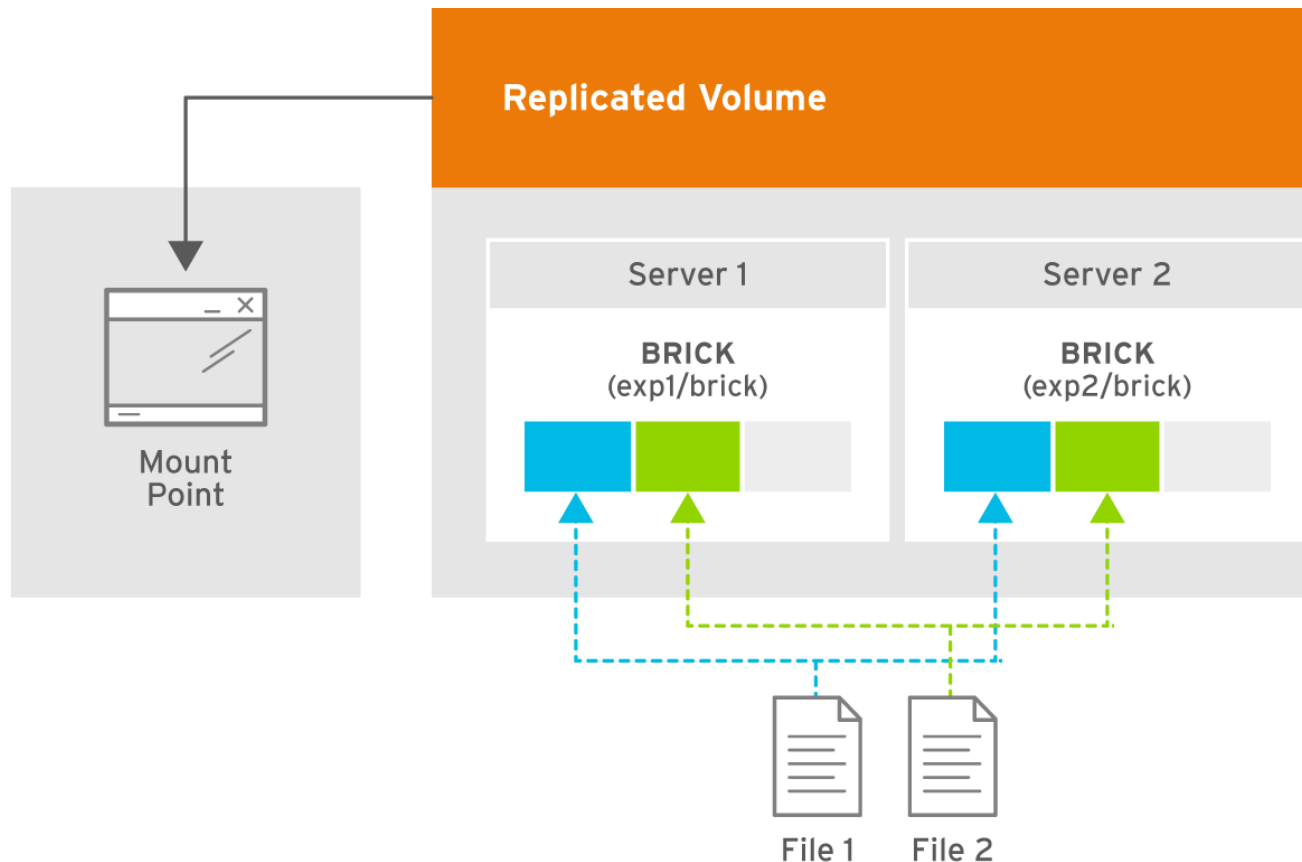 Replicated Volume
Server 1
Server 2
BRICK
(exp1/brick)
BRICK
(exp2/brick)
Mount
Point
File 1
File 2